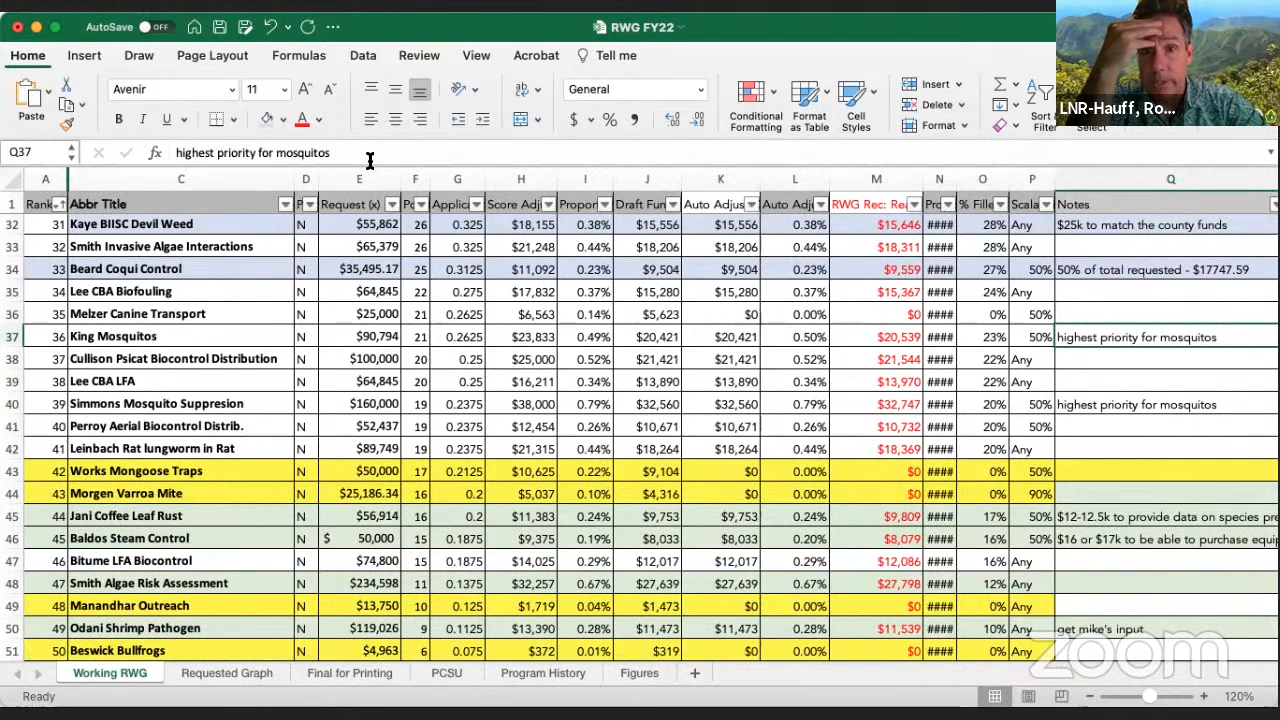 AutoSave OFF ... RWG FY22
Home Insert Draw Page Layout Formulas Data Review View Acrobat Tell me
Paste Avenir 11 General Conditional Formatting Format as Table Cell Styles Insert Delete Format Select
LNR-Hauff, Ro...
Q37 fx highest priority for mosquitos
A C D E F G H I J K L M N O P Q
1 Rank Abbr Title Request (x) Applica Score Adj Propor Draft Fun Auto Adjus Auto Adj RWG Rec: Re % Fille Scala Notes
32 31 Kaye BIISC Devil Weed N $55,862 26 0.325 $18,155 0.38% $15,556 $15,556 0.38% $15,646 #### 28% Any $25k to match the county funds
33 32 Smith Invasive Algae Interactions N $65,379 26 0.325 $21,248 0.44% $18,206 $18,206 0.44% $18,311 #### 28% Any
34 33 Beard Coqui Control N $35,495.17 25 0.3125 $11,092 0.23% $9,504 $9,504 0.23% $9,559 #### 27% 50% 50% of total requested - $17747.59
35 34 Lee CBA Biofouling N $64,845 22 0.275 $17,832 0.37% $15,280 $15,280 0.37% $15,367 #### 24% Any
36 35 Melzer Canine Transport N $25,000 21 0.2625 $6,563 0.14% $5,623 $0 0.00% $0 #### 0% 50%
37 36 King Mosquitos N $90,794 21 0.2625 $23,833 0.49% $20,421 $20,421 0.50% $20,539 #### 23% 50% highest priority for mosquitos
38 37 Cullison Psicat Biocontrol Distribution N $100,000 20 0.25 $25,000 0.52% $21,421 $21,421 0.52% $21,544 #### 22% Any
39 38 Lee CBA LFA N $64,845 20 0.25 $16,211 0.34% $13,890 $13,890 0.34% $13,970 #### 22% Any
40 39 Simmons Mosquito Suppresion N $160,000 19 0.2375 $38,000 0.79% $32,560 $32,560 0.79% $32,747 #### 20% 50% highest priority for mosquitos
41 40 Perroy Aerial Biocontrol Distrib. N $52,437 19 0.2375 $12,454 0.26% $10,671 $10,671 0.26% $10,732 #### 20% 50%
42 41 Leinbach Rat lungworm in Rat N $89,749 19 0.2375 $21,315 0.44% $18,264 $18,264 0.44% $18,369 #### 20% Any
43 42 Works Mongoose Traps N $50,000 17 0.2125 $10,625 0.22% $9,104 $0 0.00% $0 #### 0% 50%
44 43 Morgen Varroa Mite N $25,186.34 16 0.2 $5,037 0.10% $4,316 $0 0.00% $0 #### 0% 90%
45 44 Jani Coffee Leaf Rust N $56,914 16 0.2 $11,383 0.24% $9,753 $9,753 0.24% $9,809 #### 17% 50% $12-12.5k to provide data on species pre
46 45 Baldos Steam Control N $ 50,000 15 0.1875 $9,375 0.19% $8,033 $8,033 0.20% $8,079 #### 16% 50% $16 or $17k to be able to purchase equip
47 46 Bitume LFA Biocontrol N $74,800 15 0.1875 $14,025 0.29% $12,017 $12,017 0.29% $12,086 #### 16% Any
48 47 Smith Algae Risk Assessment N $234,598 11 0.1375 $32,257 0.67% $27,639 $27,639 0.67% $27,798 #### 12% Any
49 48 Manandhar Outreach N $13,750 10 0.125 $1,719 0.04% $1,473 $0 0.00% $0 #### 0% Any
50 49 Odani Shrimp Pathogen N $119,026 9 0.1125 $13,390 0.28% $11,473 $11,473 0.28% $11,539 #### 10% Any get mike's input
51 50 Beswick Bullfrogs N $4,963 6 0.075 $372 0.01% $319 $0 0.00% $0 #### 0% Any
zoom
Working RWG Requested Graph Final for Printing PCSU Program History Figures +
Ready 120%